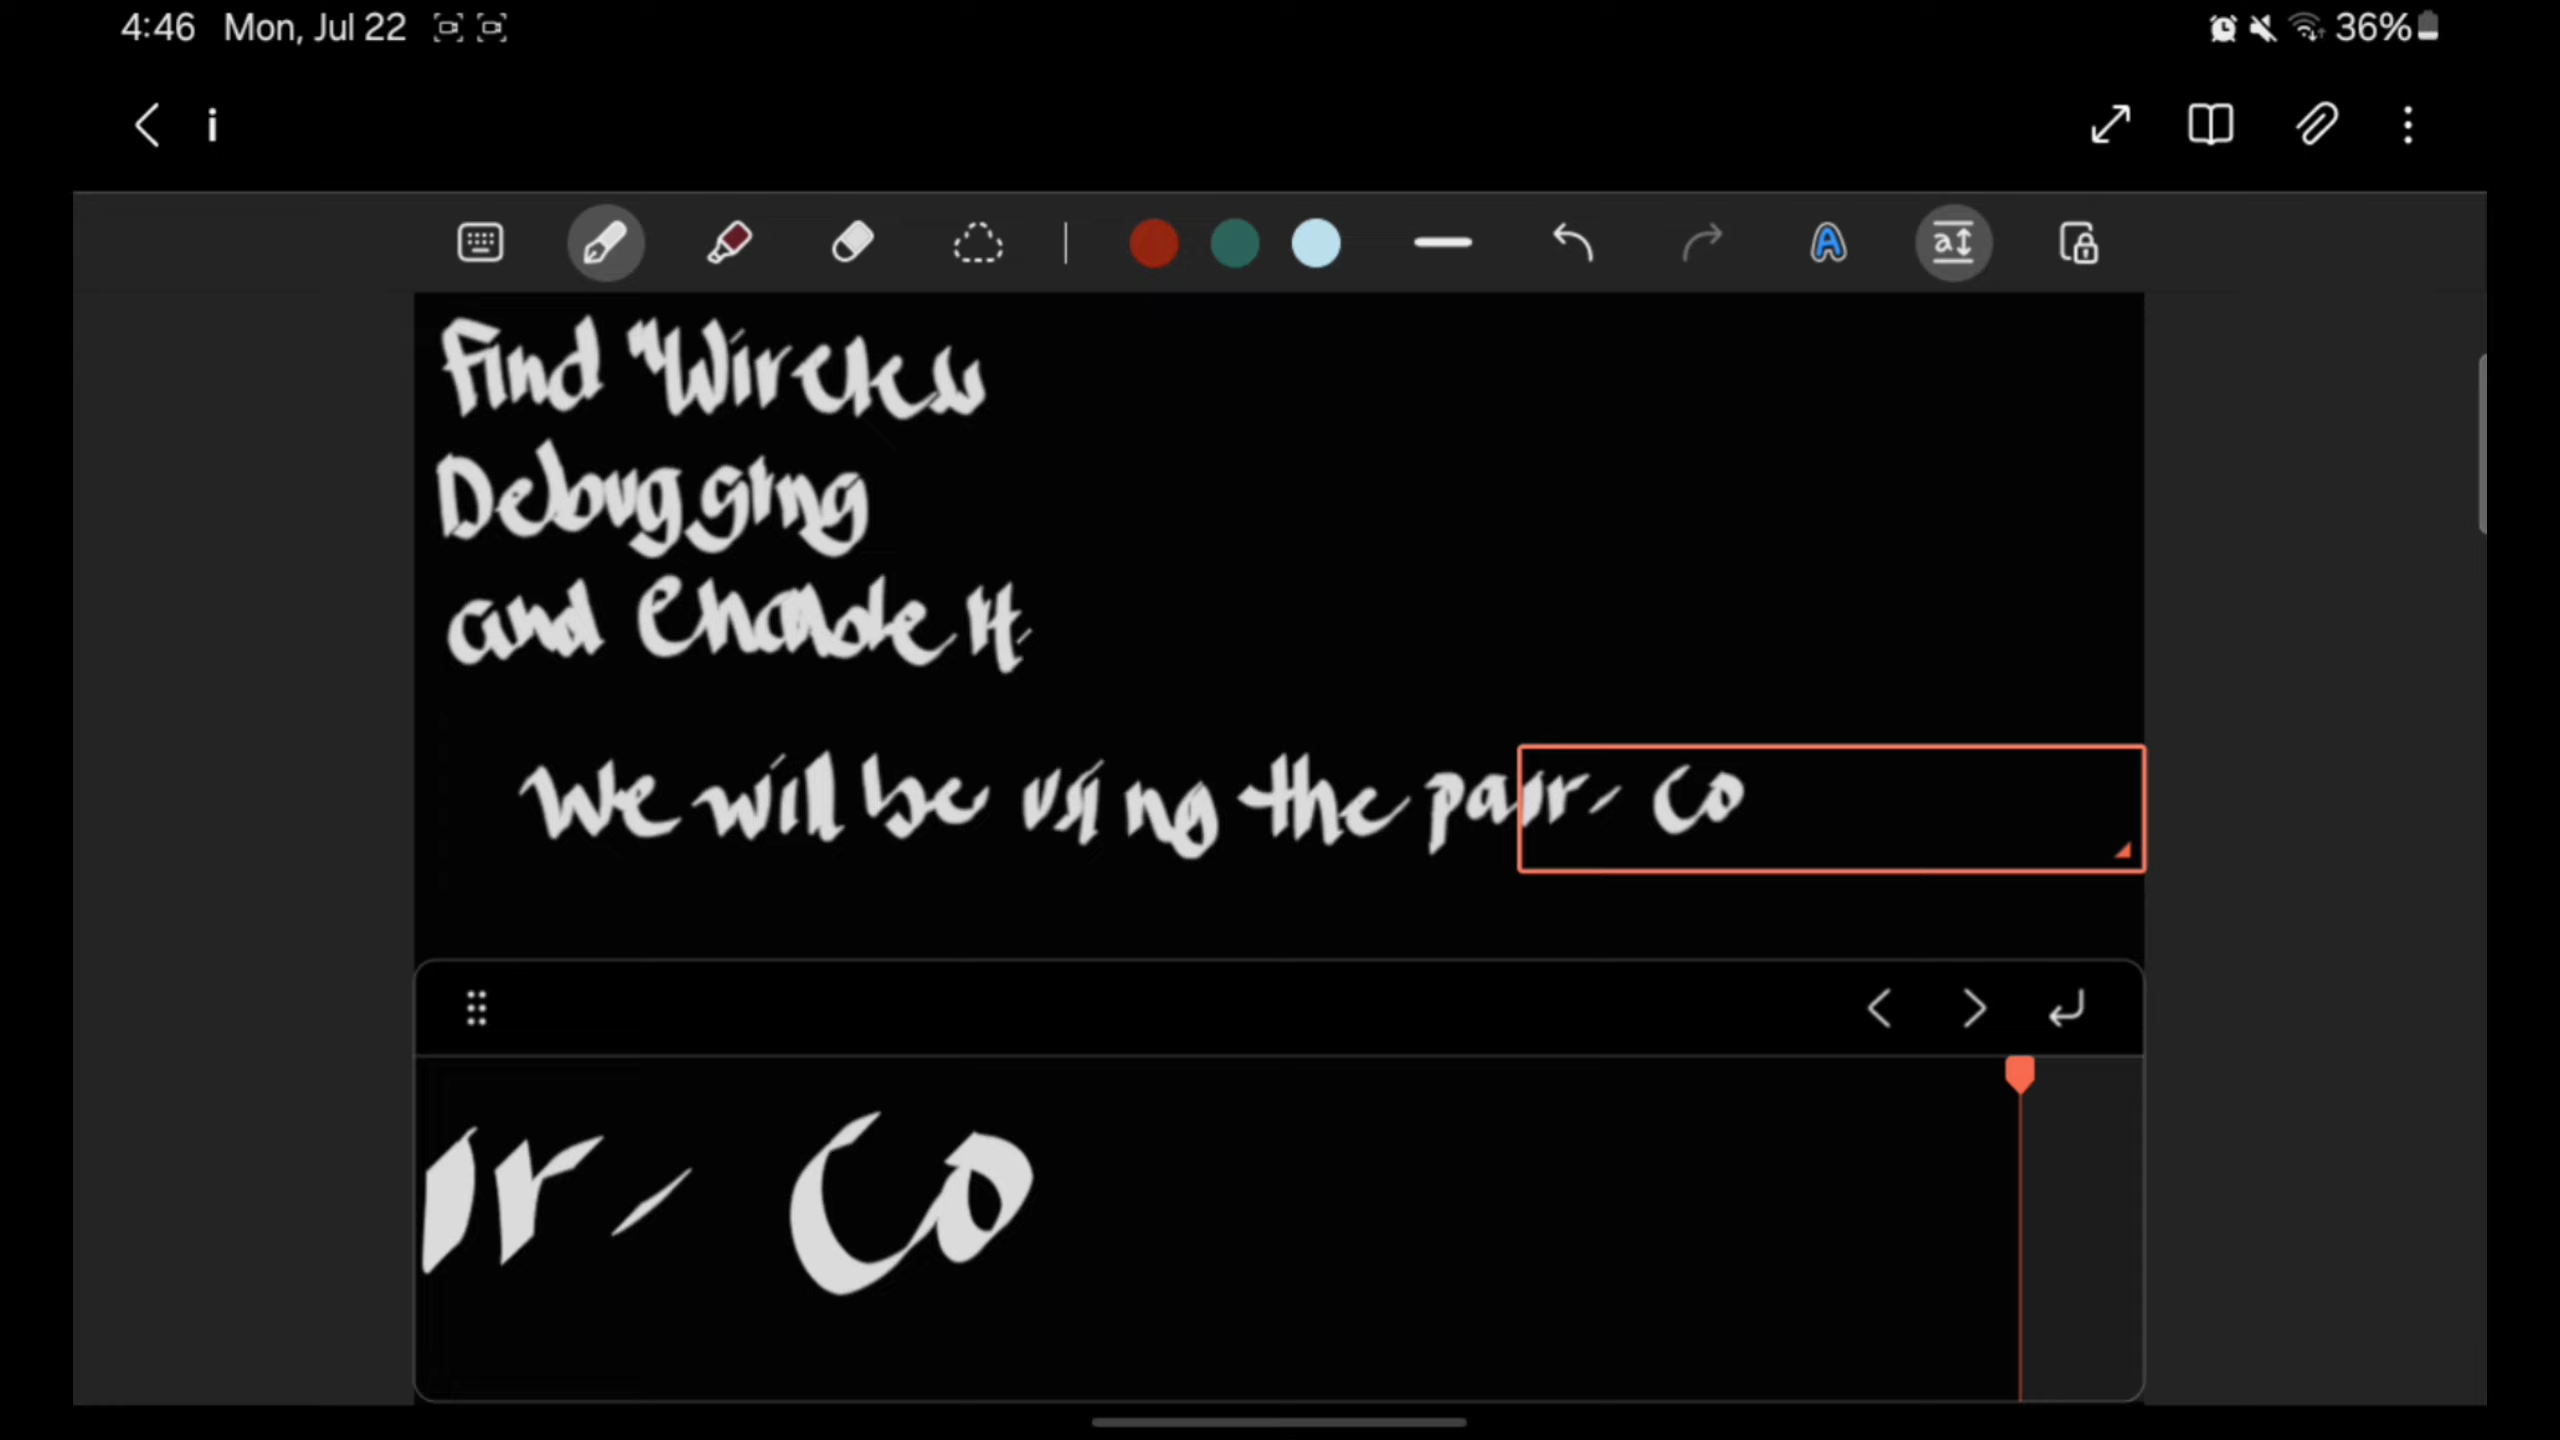 4:46 Mon, Jul 22 36%
i
Find "Wireless
Debugging
and Enable it
We will be using the pair- Co
ir- Co